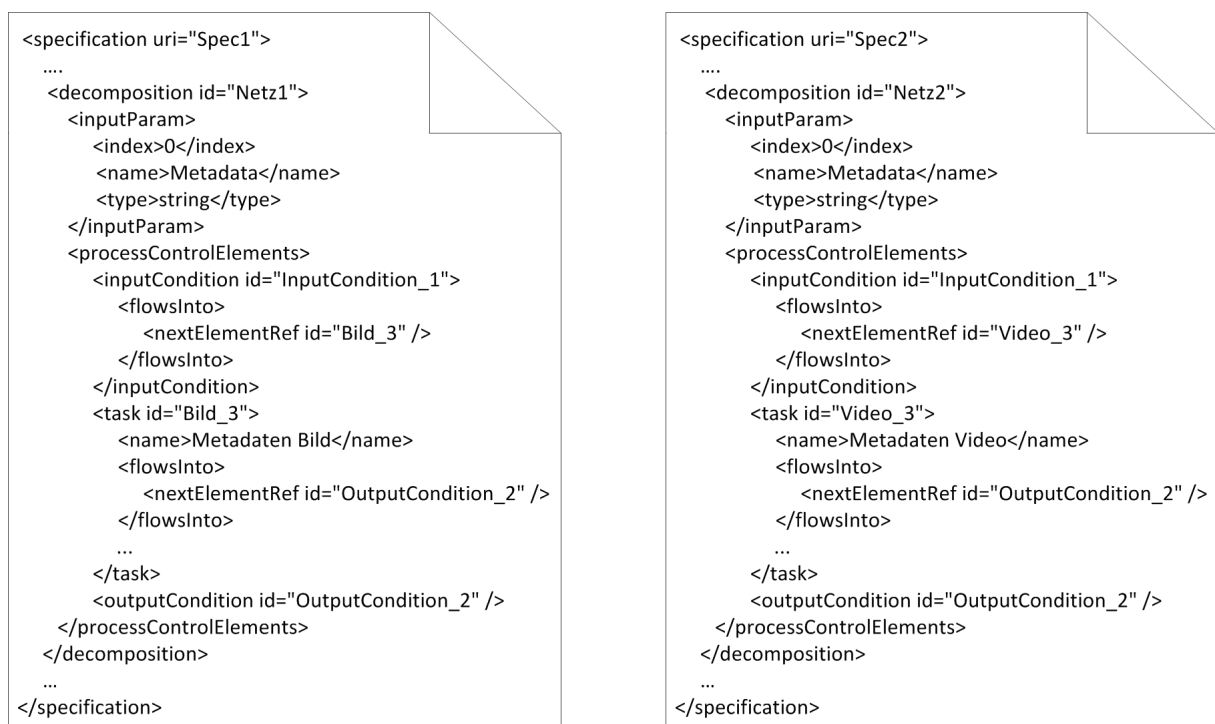 <specification uri="Spec1">
....
<decomposition id="Netz1">
<inputParam>
<index>0</index>
<name>Metadata</name>
<type>string</type>
</inputParam>
<processControlElements>
<inputCondition id="InputCondition_1">
<flowsInto>
<nextElementRef id="Bild_3" />
</flowsInto>
</inputCondition>
<task id="Bild_3">
<name>Metadaten Bild</name>
<flowsInto>
<nextElementRef id="OutputCondition_2" />
</flowsInto>
...
</task>
<outputCondition id="OutputCondition_2" />
</processControlElements>
</decomposition>
...
</specification>
<specification uri="Spec2">
....
<decomposition id="Netz2">
<inputParam>
<index>0</index>
<name>Metadata</name>
<type>string</type>
</inputParam>
<processControlElements>
<inputCondition id="InputCondition_1">
<flowsInto>
<nextElementRef id="Video_3" />
</flowsInto>
</inputCondition>
<task id="Video_3">
<name>Metadaten Video</name>
<flowsInto>
<nextElementRef id="OutputCondition_2" />
</flowsInto>
...
</task>
<outputCondition id="OutputCondition_2" />
</processControlElements>
</decomposition>
...
</specification>